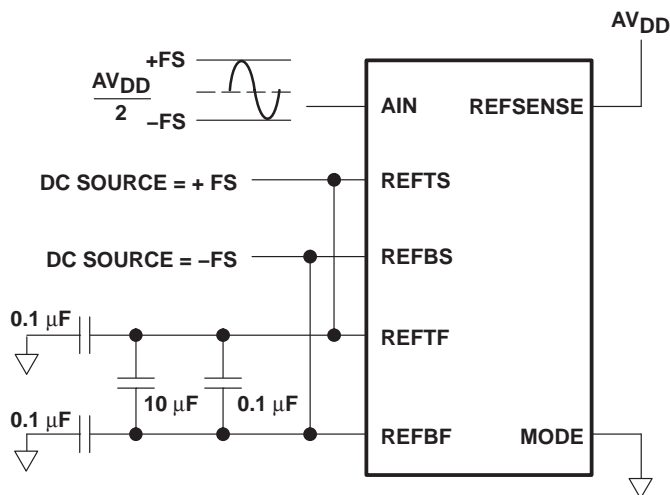 AVDD
+FS
AVDD
2
−FS
AIN
REFSENSE
DC SOURCE = + FS
REFTS
DC SOURCE = −FS
REFBS
0.1 μF
REFTF
10 μF
0.1 μF
0.1 μF
REFBF
MODE